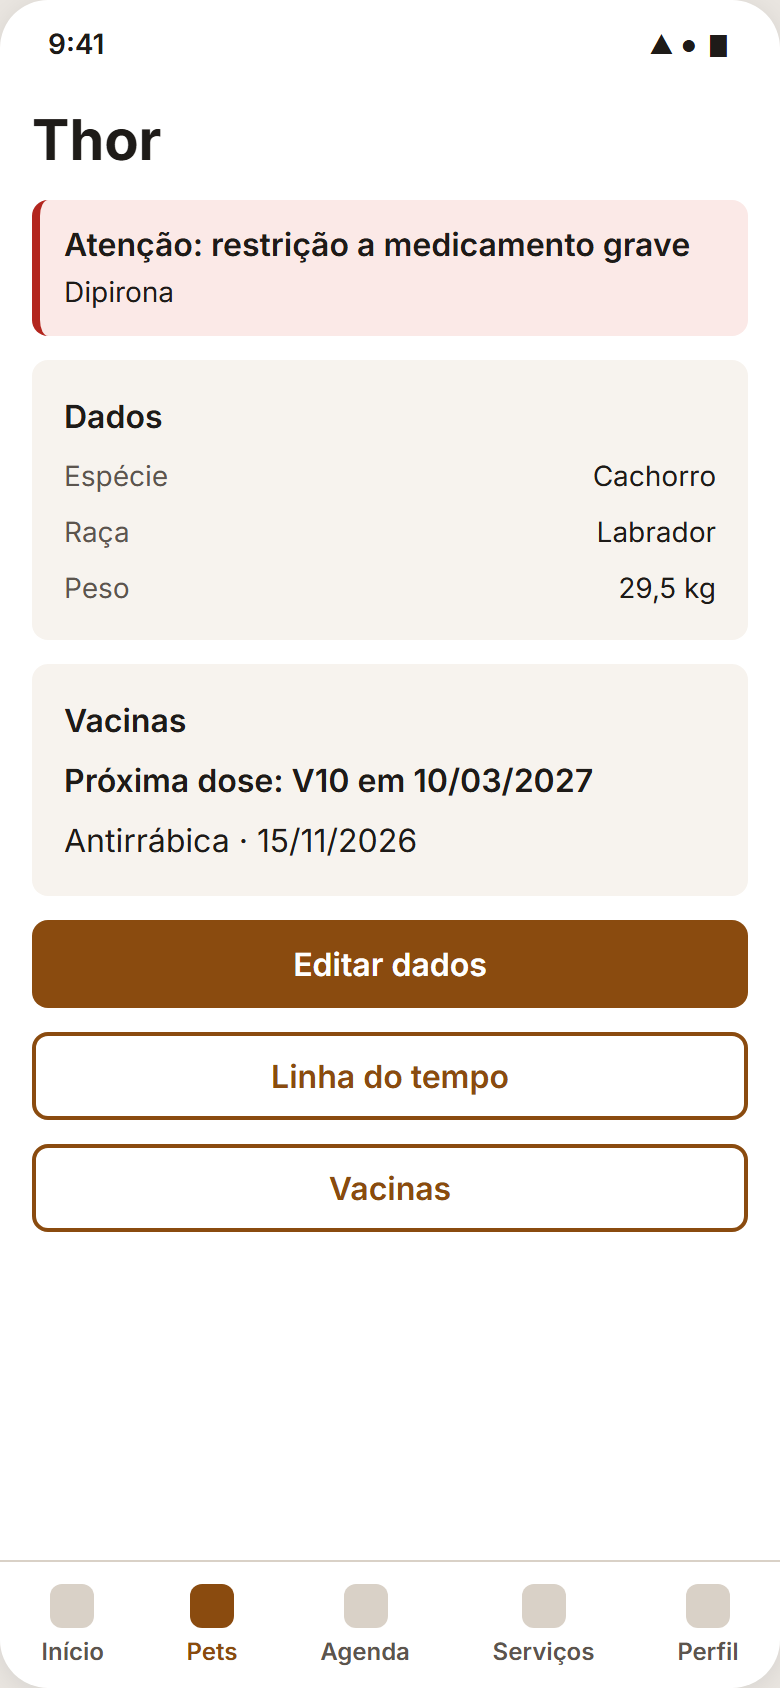 9:41
Thor
Atenção: restrição a medicamento grave
Dipirona
Dados
Espécie Cachorro
Raça Labrador
Peso 29,5 kg
Vacinas
Próxima dose: V10 em 10/03/2027
Antirrábica · 15/11/2026
Editar dados
Linha do tempo
Vacinas
Início Pets Agenda Serviços Perfil